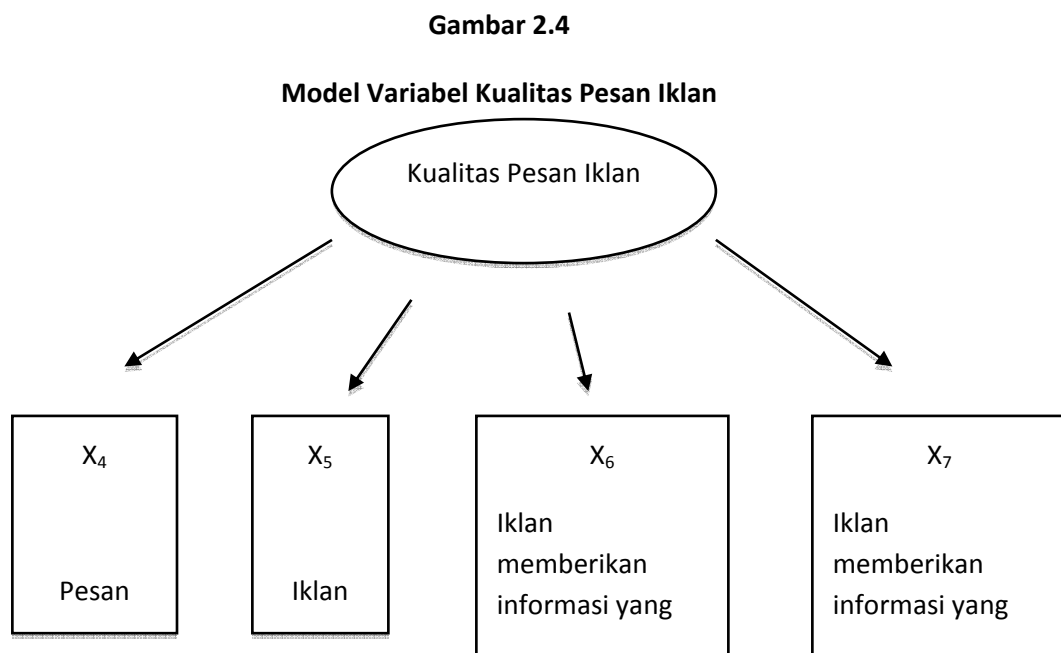 Gambar 2.4
Model Variabel Kualitas Pesan Iklan
Kualitas Pesan Iklan
X₄
Pesan
X₅
Iklan
X₆
Iklan
memberikan
informasi yang
X₇
Iklan
memberikan
informasi yang